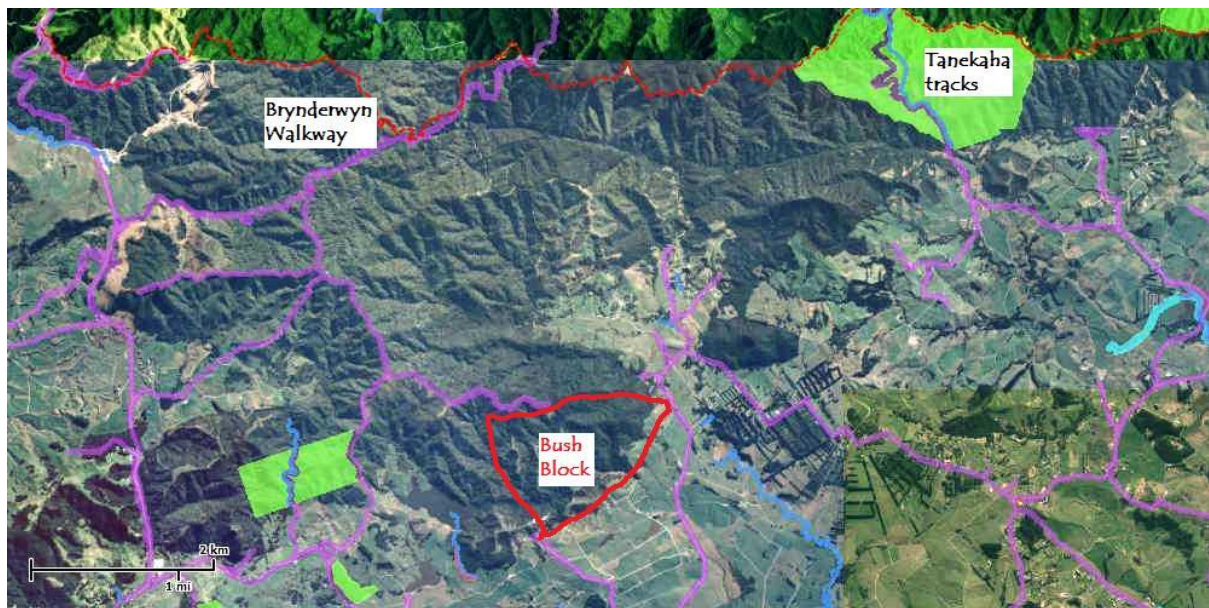 Brynderwyn
Walkway
Tanekaha
tracks
Bush
Block
2 km
1 mi